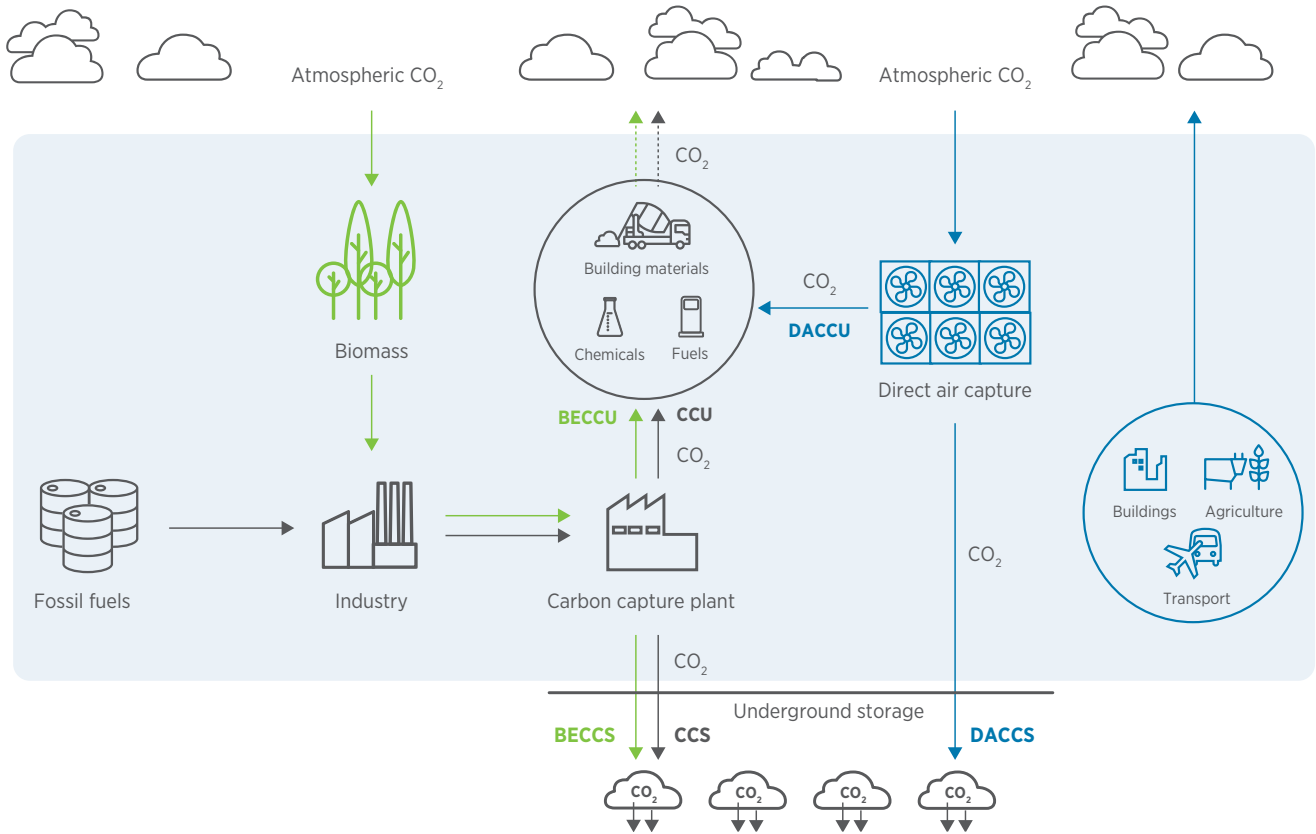 Atmospheric CO₂
Atmospheric CO₂
CO₂
Building materials
Chemicals
Fuels
CO₂
DACCU
Biomass
Direct air capture
BECCU
CCU
CO₂
Buildings
Agriculture
Transport
CO₂
Fossil fuels
Industry
Carbon capture plant
CO₂
Underground storage
BECCS
CCS
DACCS
CO₂
CO₂
CO₂
CO₂